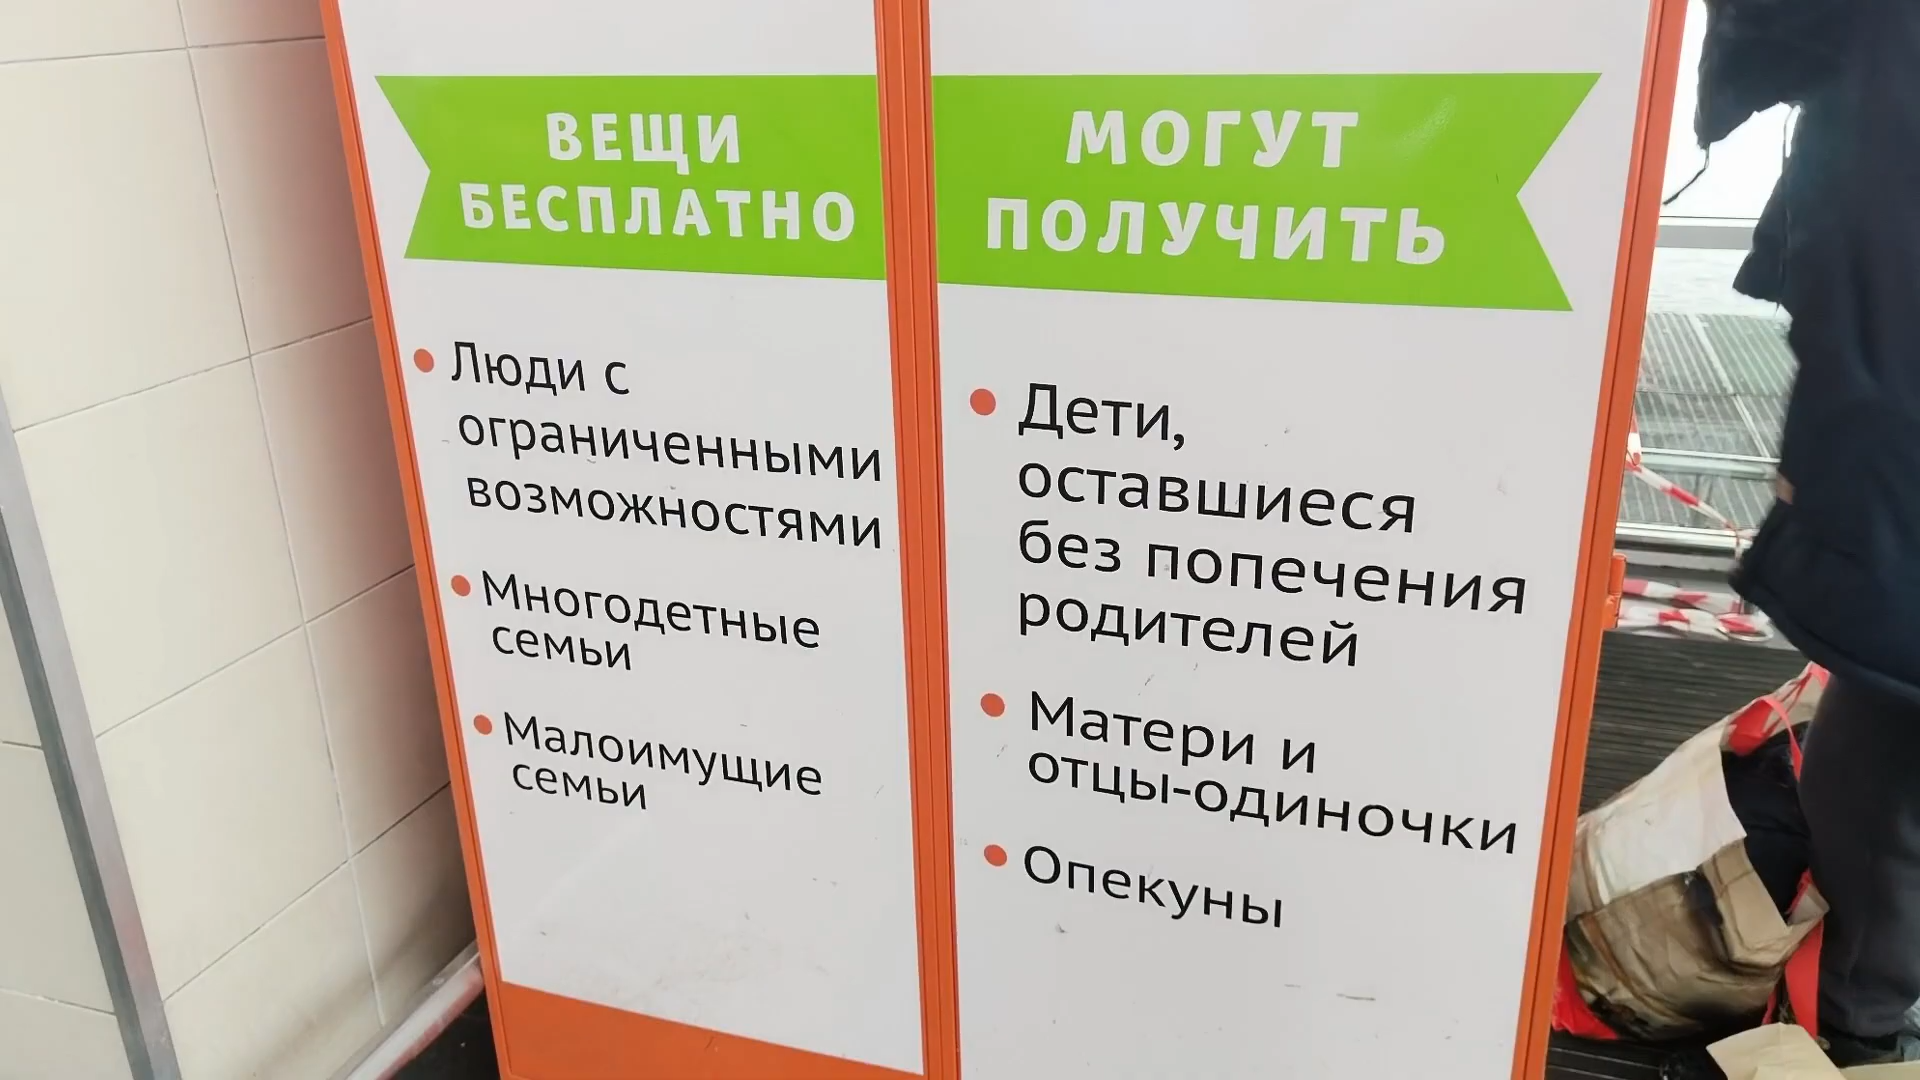 ВЕЩИ
БЕСПЛАТНО
МОГУТ
ПОЛУЧИТЬ
Люди с
ограниченными
возможностями
Многодетные
семьи
Малоимущие
семьи
Дети,
оставшиеся
без попечения
родителей
Матери и
отцы-одиночки
Опекуны